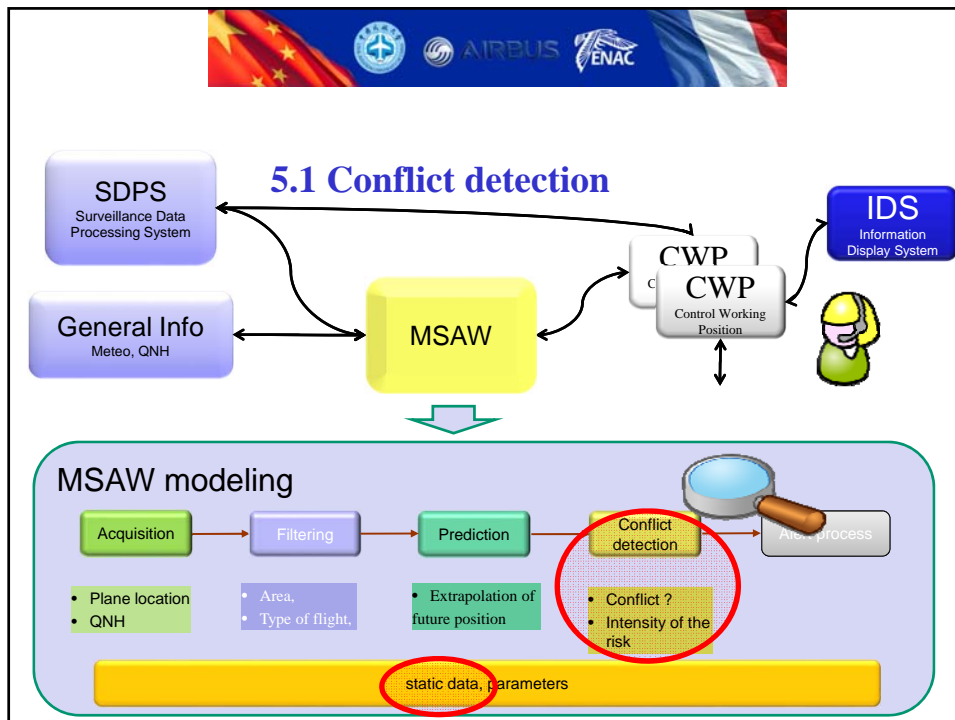 AIRBUS
ENAC
5.1 Conflict detection
SDPS
Surveillance Data
Processing System
General Info
Meteo, QNH
MSAW
CWP
C
CWP
Control Working
Position
IDS
Information
Display System
MSAW modeling
Acquisition
Filtering
Prediction
Conflict
detection
Alert process
• Plane location
• QNH
• Area,
• Type of flight,
• Extrapolation of
future position
• Conflict ?
• Intensity of the
risk
static data, parameters